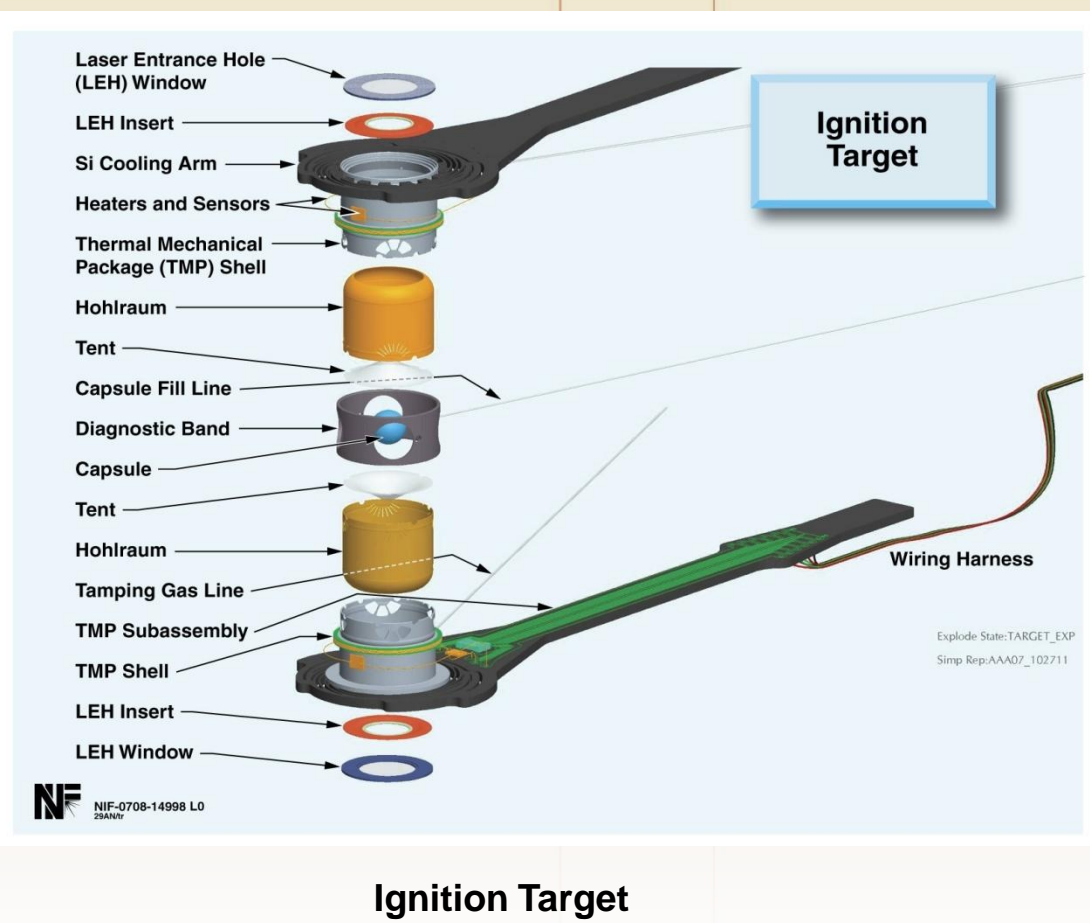 Laser Entrance Hole
(LEH) Window
LEH Insert
Si Cooling Arm
Heaters and Sensors
Thermal Mechanical
Package (TMP) Shell
Hohlraum
Tent
Capsule Fill Line
Diagnostic Band
Capsule
Tent
Hohlraum
Tamping Gas Line
TMP Subassembly
TMP Shell
LEH Insert
LEH Window
Ignition
Target
Wiring Harness
Explode State:TARGET_EXP
Simp Rep:AAA07_102711
NIF
NIF-0708-14998 L0
29AN/tr
Ignition Target